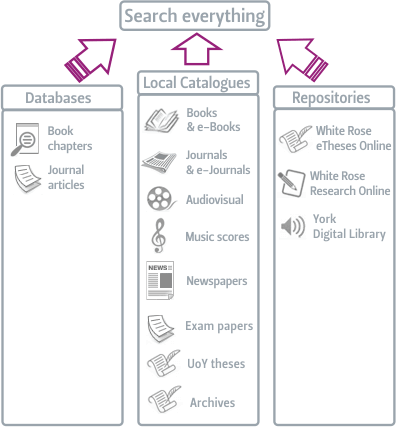 Search everything
Databases
Book
chapters
Journal
articles
Local Catalogues
Books
& e-Books
Journals
& e-Journals
Audiovisual
Music scores
NEWS
Newspapers
Exam papers
UoY theses
Archives
Repositories
White Rose
eTheses Online
White Rose
Research Online
York
Digital Library